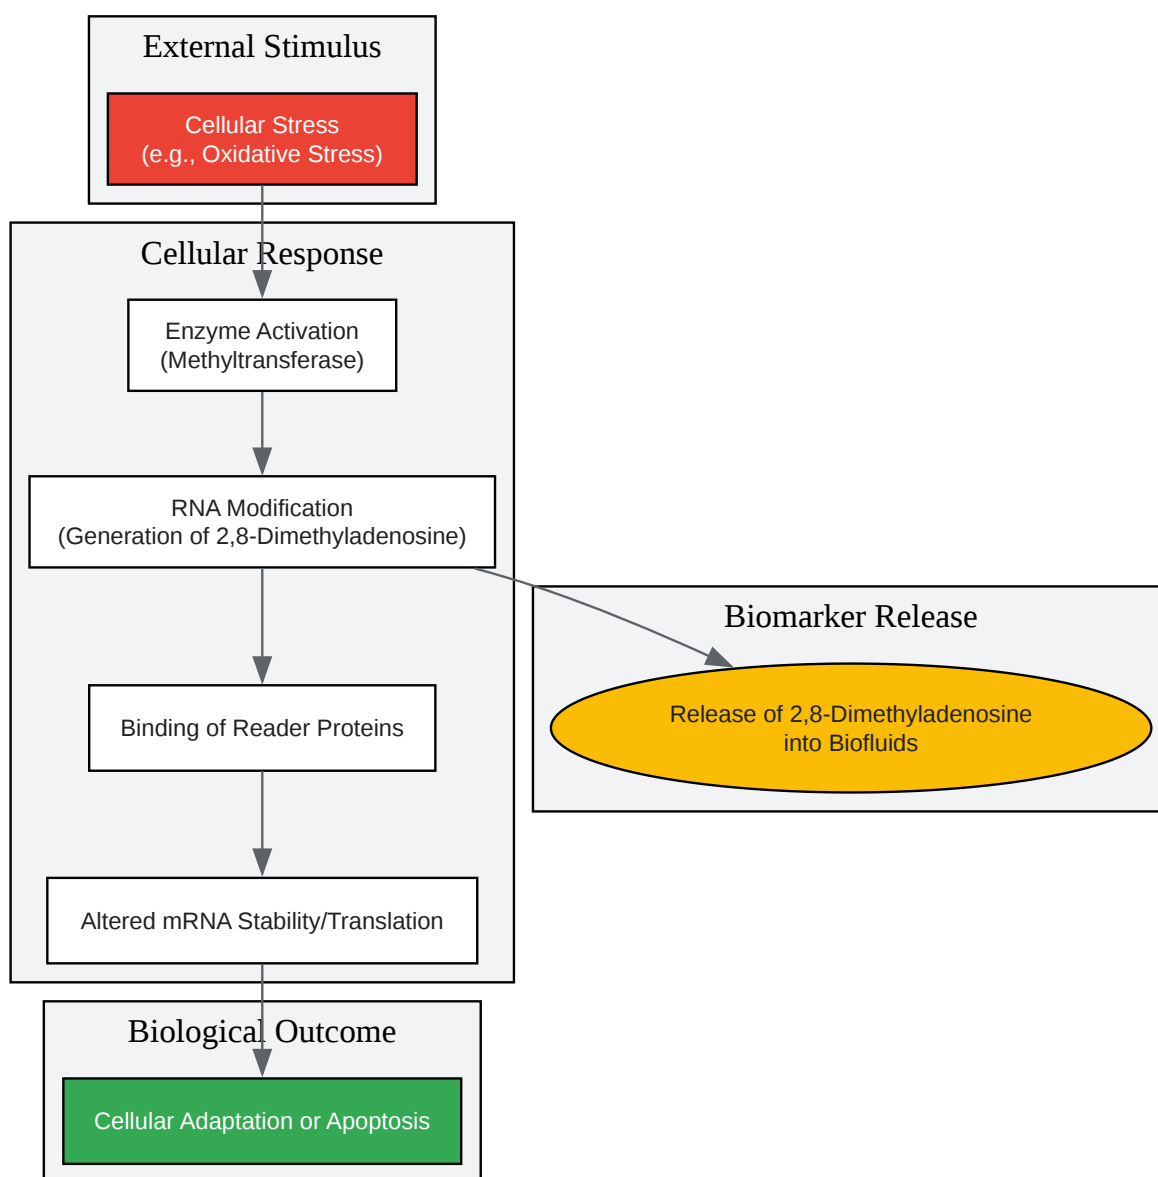 External Stimulus
Cellular Stress
(e.g., Oxidative Stress)
Cellular Response
Enzyme Activation
(Methyltransferase)
RNA Modification
(Generation of 2,8-Dimethyladenosine)
Biomarker Release
Release of 2,8-Dimethyladenosine
into Biofluids
Binding of Reader Proteins
Altered mRNA Stability/Translation
Biological Outcome
Cellular Adaptation or Apoptosis